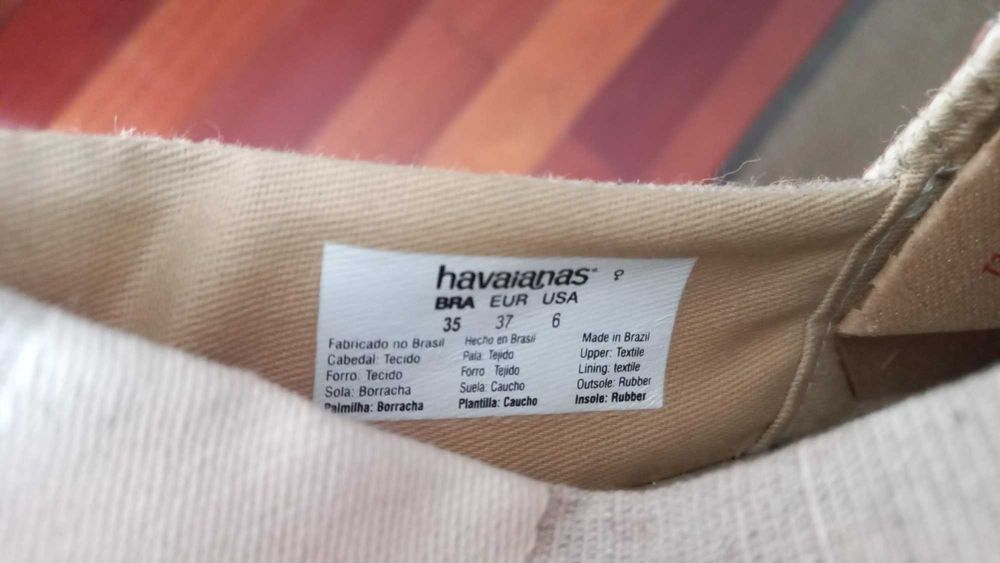 havaianas® ♀
BRA EUR USA
35 37 6
Fabricado no Brasil Hecho en Brasil Made in Brazil
Cabedal: Tecido Pala: Tejido Upper: Textile
Forro: Tecido Forro: Tejido Lining: textile
Sola: Borracha Suela: Caucho Outsole: Rubber
Palmilha: Borracha Plantilla: Caucho Insole: Rubber